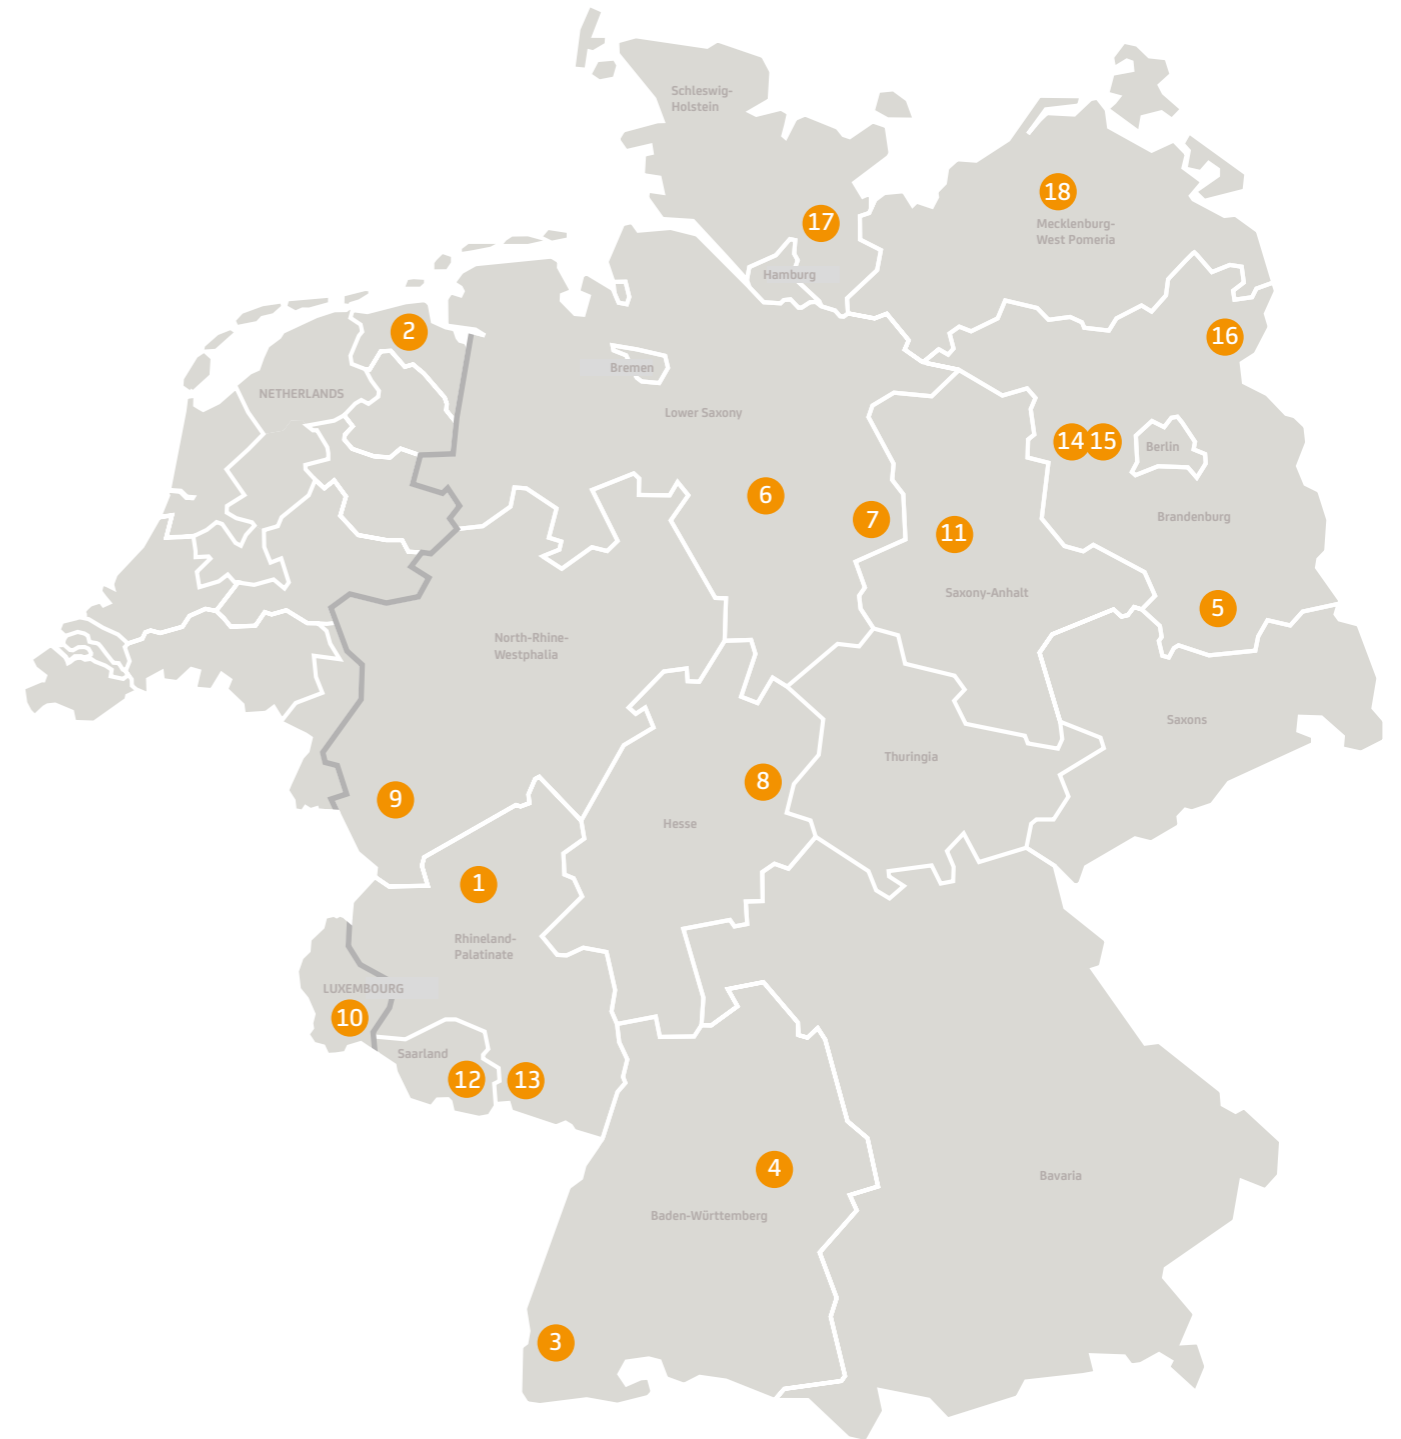 Schleswig-
Holstein
18
17
Mecklenburg-
West Pomeria
Hamburg
2
16
Bremen
NETHERLANDS
Lower Saxony
14
15
Berlin
6
7
Brandenburg
11
Saxony-Anhalt
5
North-Rhine-
Westphalia
Saxons
Thuringia
8
9
Hesse
1
Rhineland-
Palatinate
LUXEMBOURG
10
Saarland
12
13
4
Bavaria
Baden-Württemberg
3